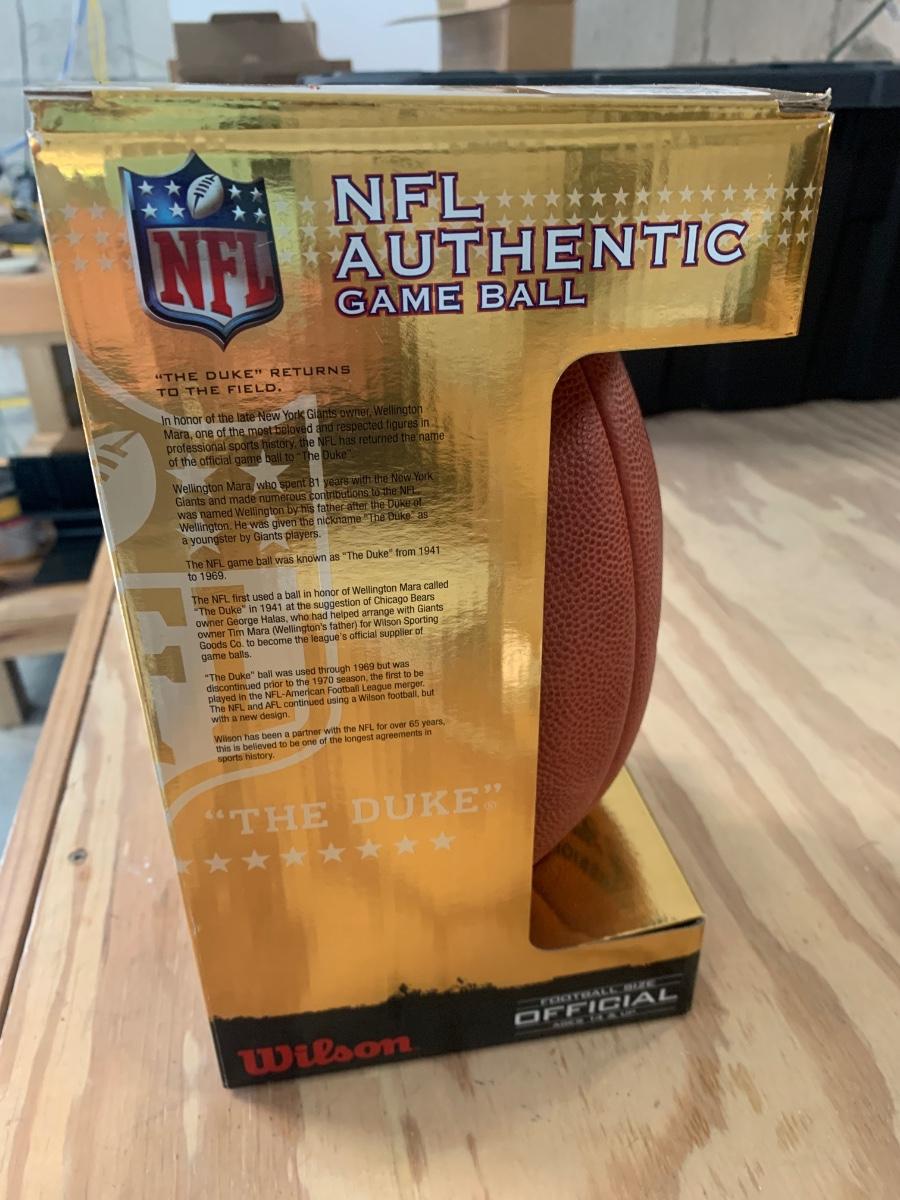 NFL
NFL
AUTHENTIC
GAME BALL
"THE DUKE" RETURNS
TO THE FIELD.
In honor of the late New York Giants owner, Wellington
Mara, one of the most beloved and respected figures in
professional sports history, the NFL has returned the name
of the official game ball to "The Duke".
Wellington Mara, who spent 81 years with the New York
Giants and made numerous contributions to the NFL,
was named Wellington by his father after the Duke of
Wellington. He was given the nickname "The Duke" as
a youngster by Giants players.
The NFL game ball was known as "The Duke" from 1941
to 1969.
The NFL first used a ball in honor of Wellington Mara called
"The Duke" in 1941 at the suggestion of Chicago Bears
owner George Halas, who had helped arrange with Giants
owner Tim Mara (Wellington's father) for Wilson Sporting
Goods Co. to become the league's official supplier of
game balls.
"The Duke" ball was used through 1969 but was
discontinued prior to the 1970 season, the first to be
played in the NFL-American Football League merger.
The NFL and AFL continued using a Wilson football, but
with a new design.
Wilson has been a partner with the NFL for over 65 years,
this is believed to be one of the longest agreements in
sports history.
"THE DUKE"®
FOOTBALL SIZE
OFFICIAL
AGES 14 & UP
Wilson